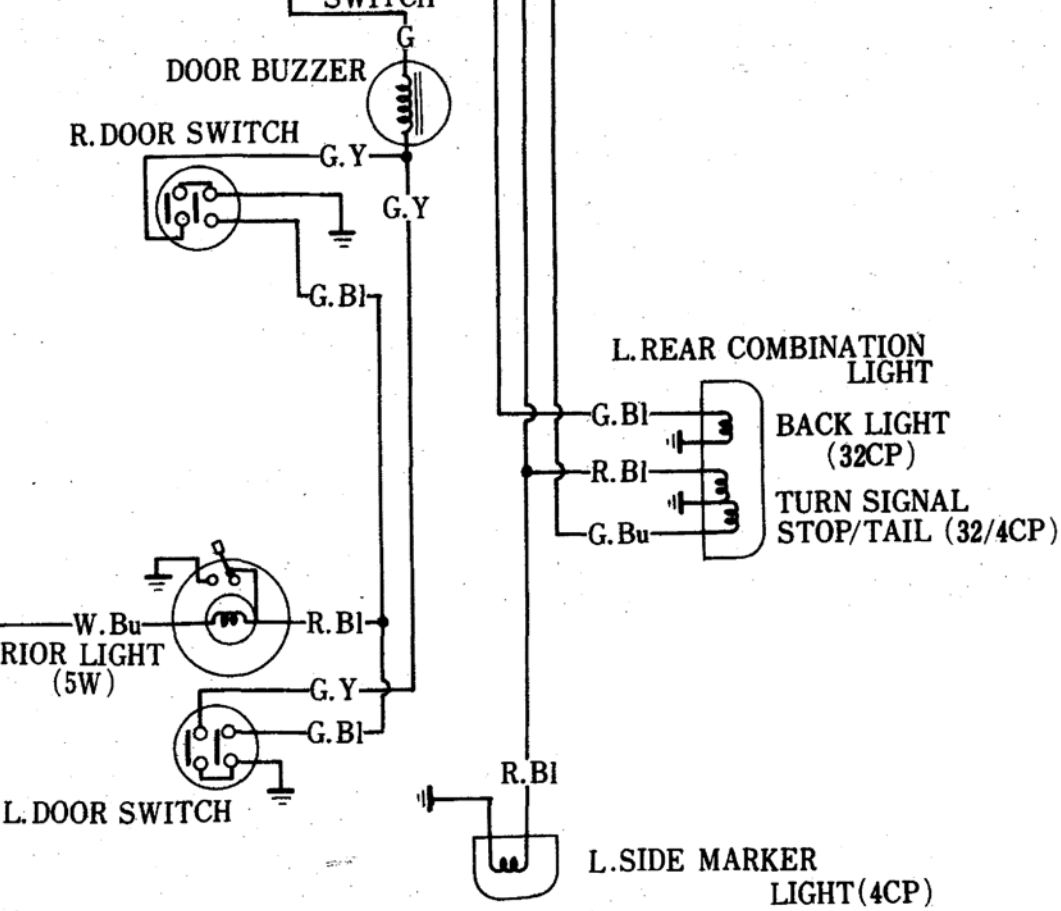 SWITCH
G
DOOR BUZZER
R.DOOR SWITCH
G.Y
G.Y
G.Bl
L.REAR COMBINATION
LIGHT
G.Bl
BACK LIGHT
(32CP)
R.Bl
TURN SIGNAL
STOP/TAIL (32/4CP)
G.Bu
W.Bu
R.Bl
RIOR LIGHT
(5W)
G.Y
G.Bl
R.Bl
L.DOOR SWITCH
L.SIDE MARKER
LIGHT(4CP)